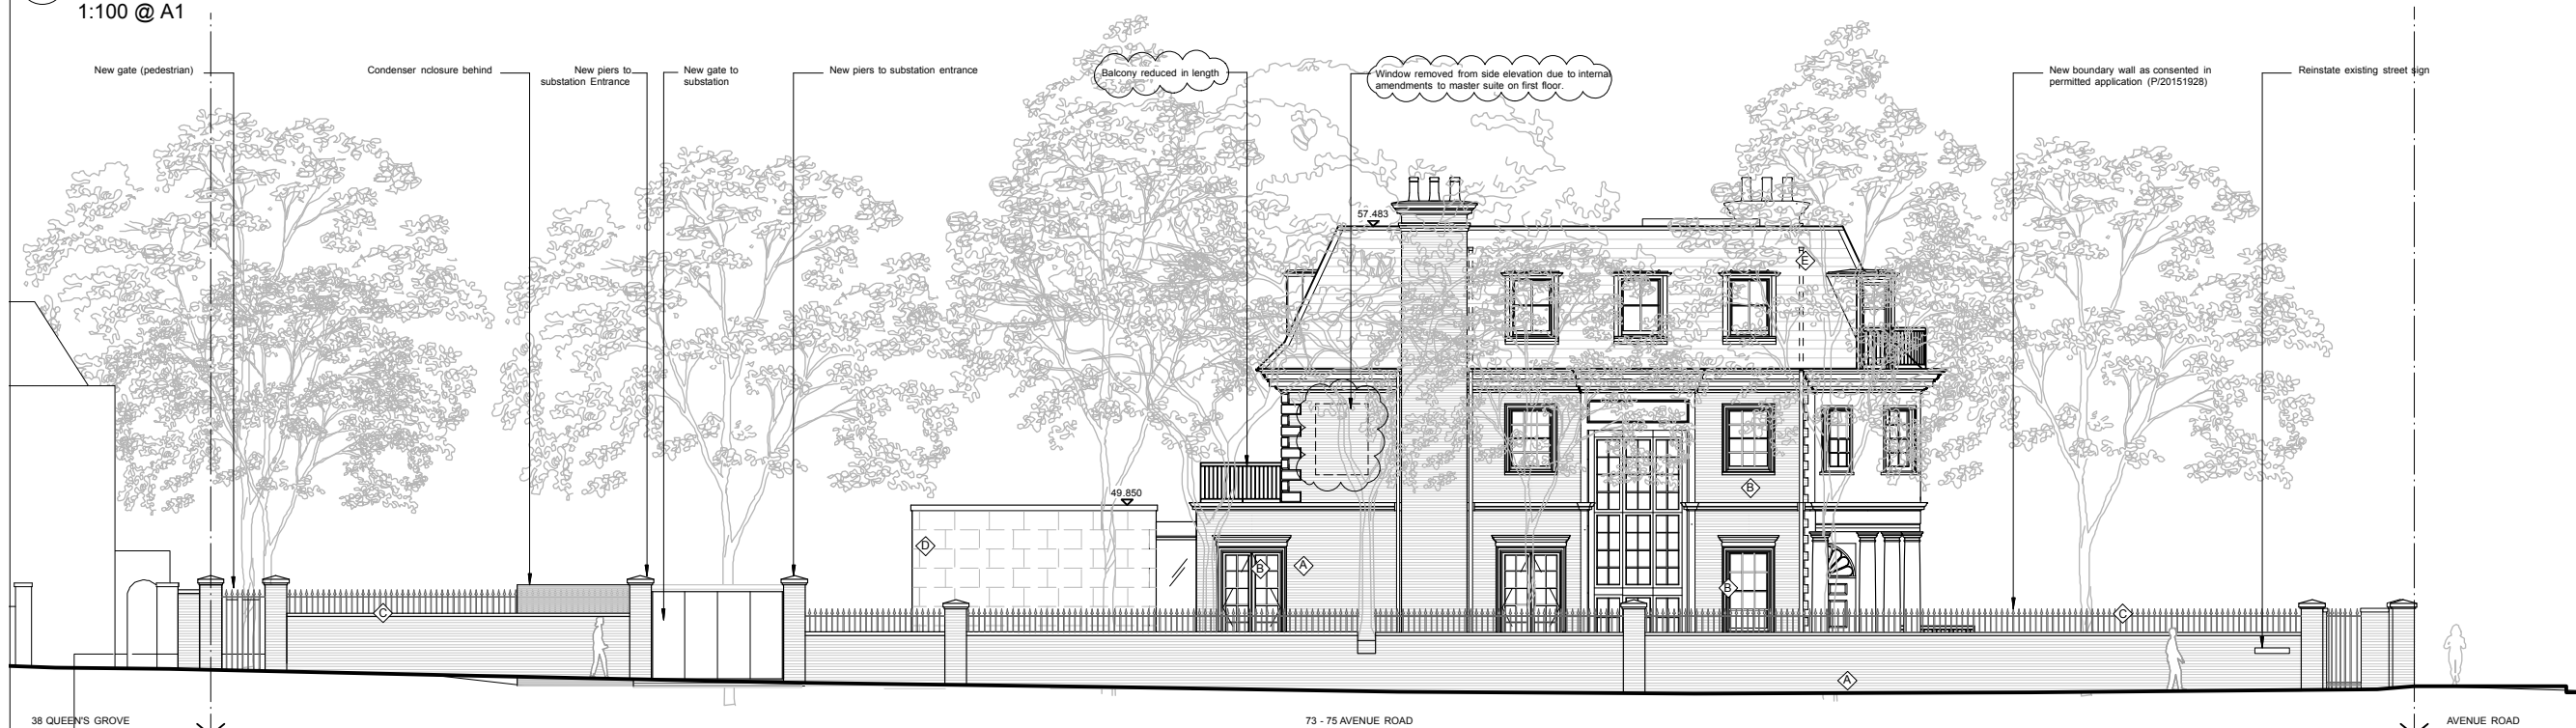 1:100 @ A1
New gate (pedestrian)
Condenser nclosure behind
New piers to
substation Entrance
New gate to
substation
New piers to substation entrance
Balcony reduced in length
Window removed from side elevation due to internal
amendments to master suite on first floor.
New boundary wall as consented in
permitted application (P/20151928)
Reinstate existing street sign
57.483
E
49.850
B
D
B
A
B
C
C
A
38 QUEEN'S GROVE
73 - 75 AVENUE ROAD
AVENUE ROAD